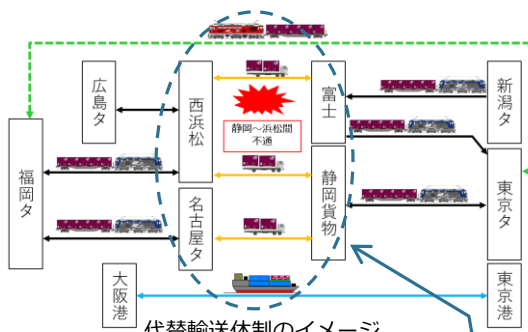 広島タ
西浜松
富士
新潟タ
静岡～浜松間
不通
福岡タ
名古屋タ
静岡貨物
東京タ
大阪港
東京港
代替輸送体制のイメージ